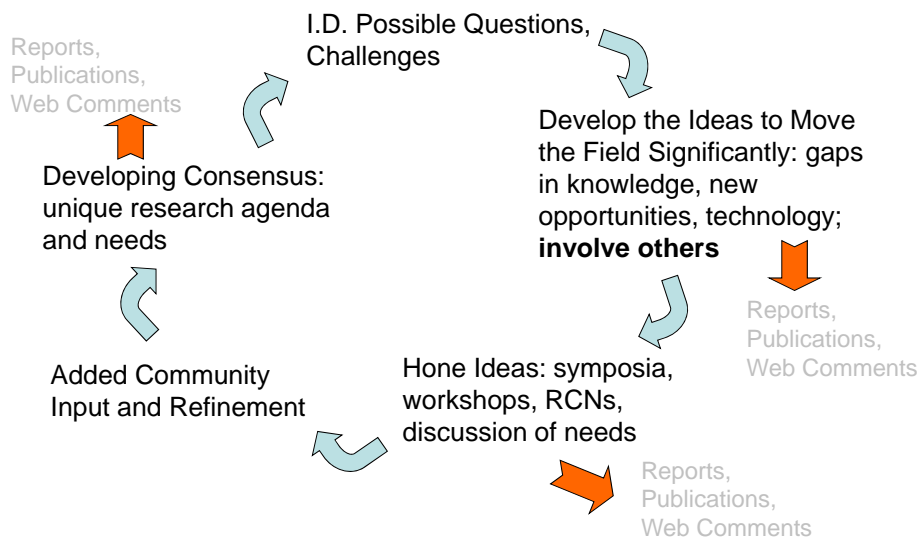 I.D. Possible Questions,
Challenges
Reports,
Publications,
Web Comments
Develop the Ideas to Move
the Field Significantly: gaps
in knowledge, new
opportunities, technology;
involve others
Reports,
Publications,
Web Comments
Hone Ideas: symposia,
workshops, RCNs,
discussion of needs
Reports,
Publications,
Web Comments
Added Community
Input and Refinement
Developing Consensus:
unique research agenda
and needs